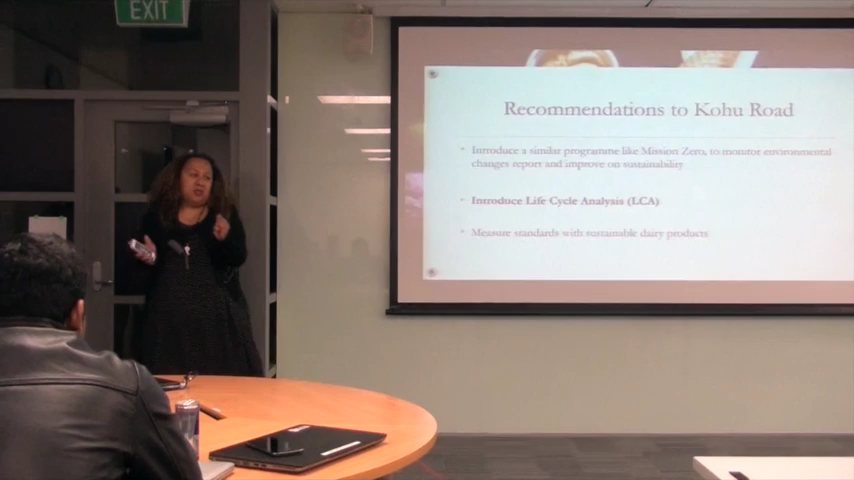 EXIT
Recommendations to Kohu Road
Introduce a similar programme like Mission Zero, to monitor environmental
changes report and improve on sustainability
Introduce Life Cycle Analysis (LCA)
Measure standards with sustainable dairy products